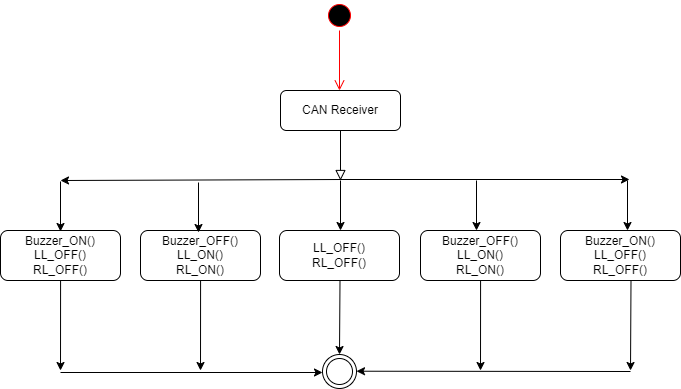 CAN Receiver
Buzzer_ON()
LL_OFF()
RL_OFF()
Buzzer_OFF()
LL_ON()
RL_ON()
LL_OFF()
RL_OFF()
Buzzer_OFF()
LL_ON()
RL_ON()
Buzzer_ON()
LL_OFF()
RL_OFF()